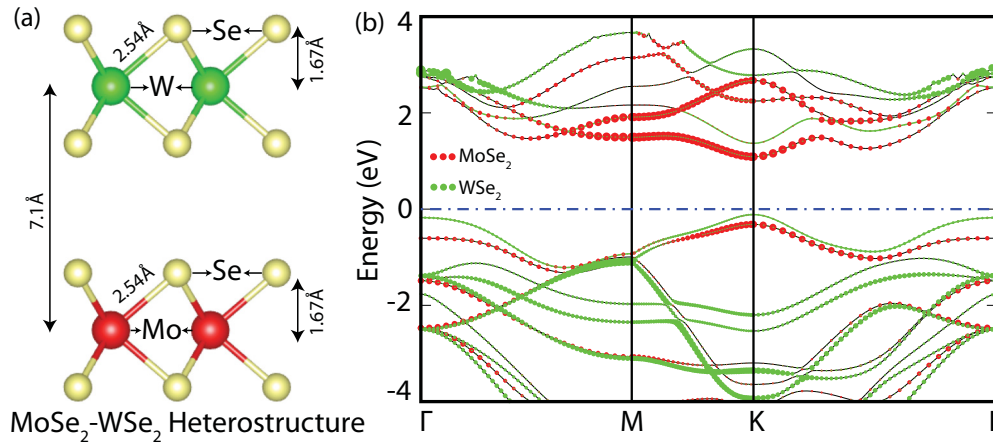 (a)
2.54Å
Se
1.67Å
W
7.1Å
Se
2.54Å
1.67Å
Mo
MoSe₂-WSe₂ Heterostructure
(b)
4
2
0
-2
-4
Energy (eV)
MoSe₂
WSe₂
Γ
M
K